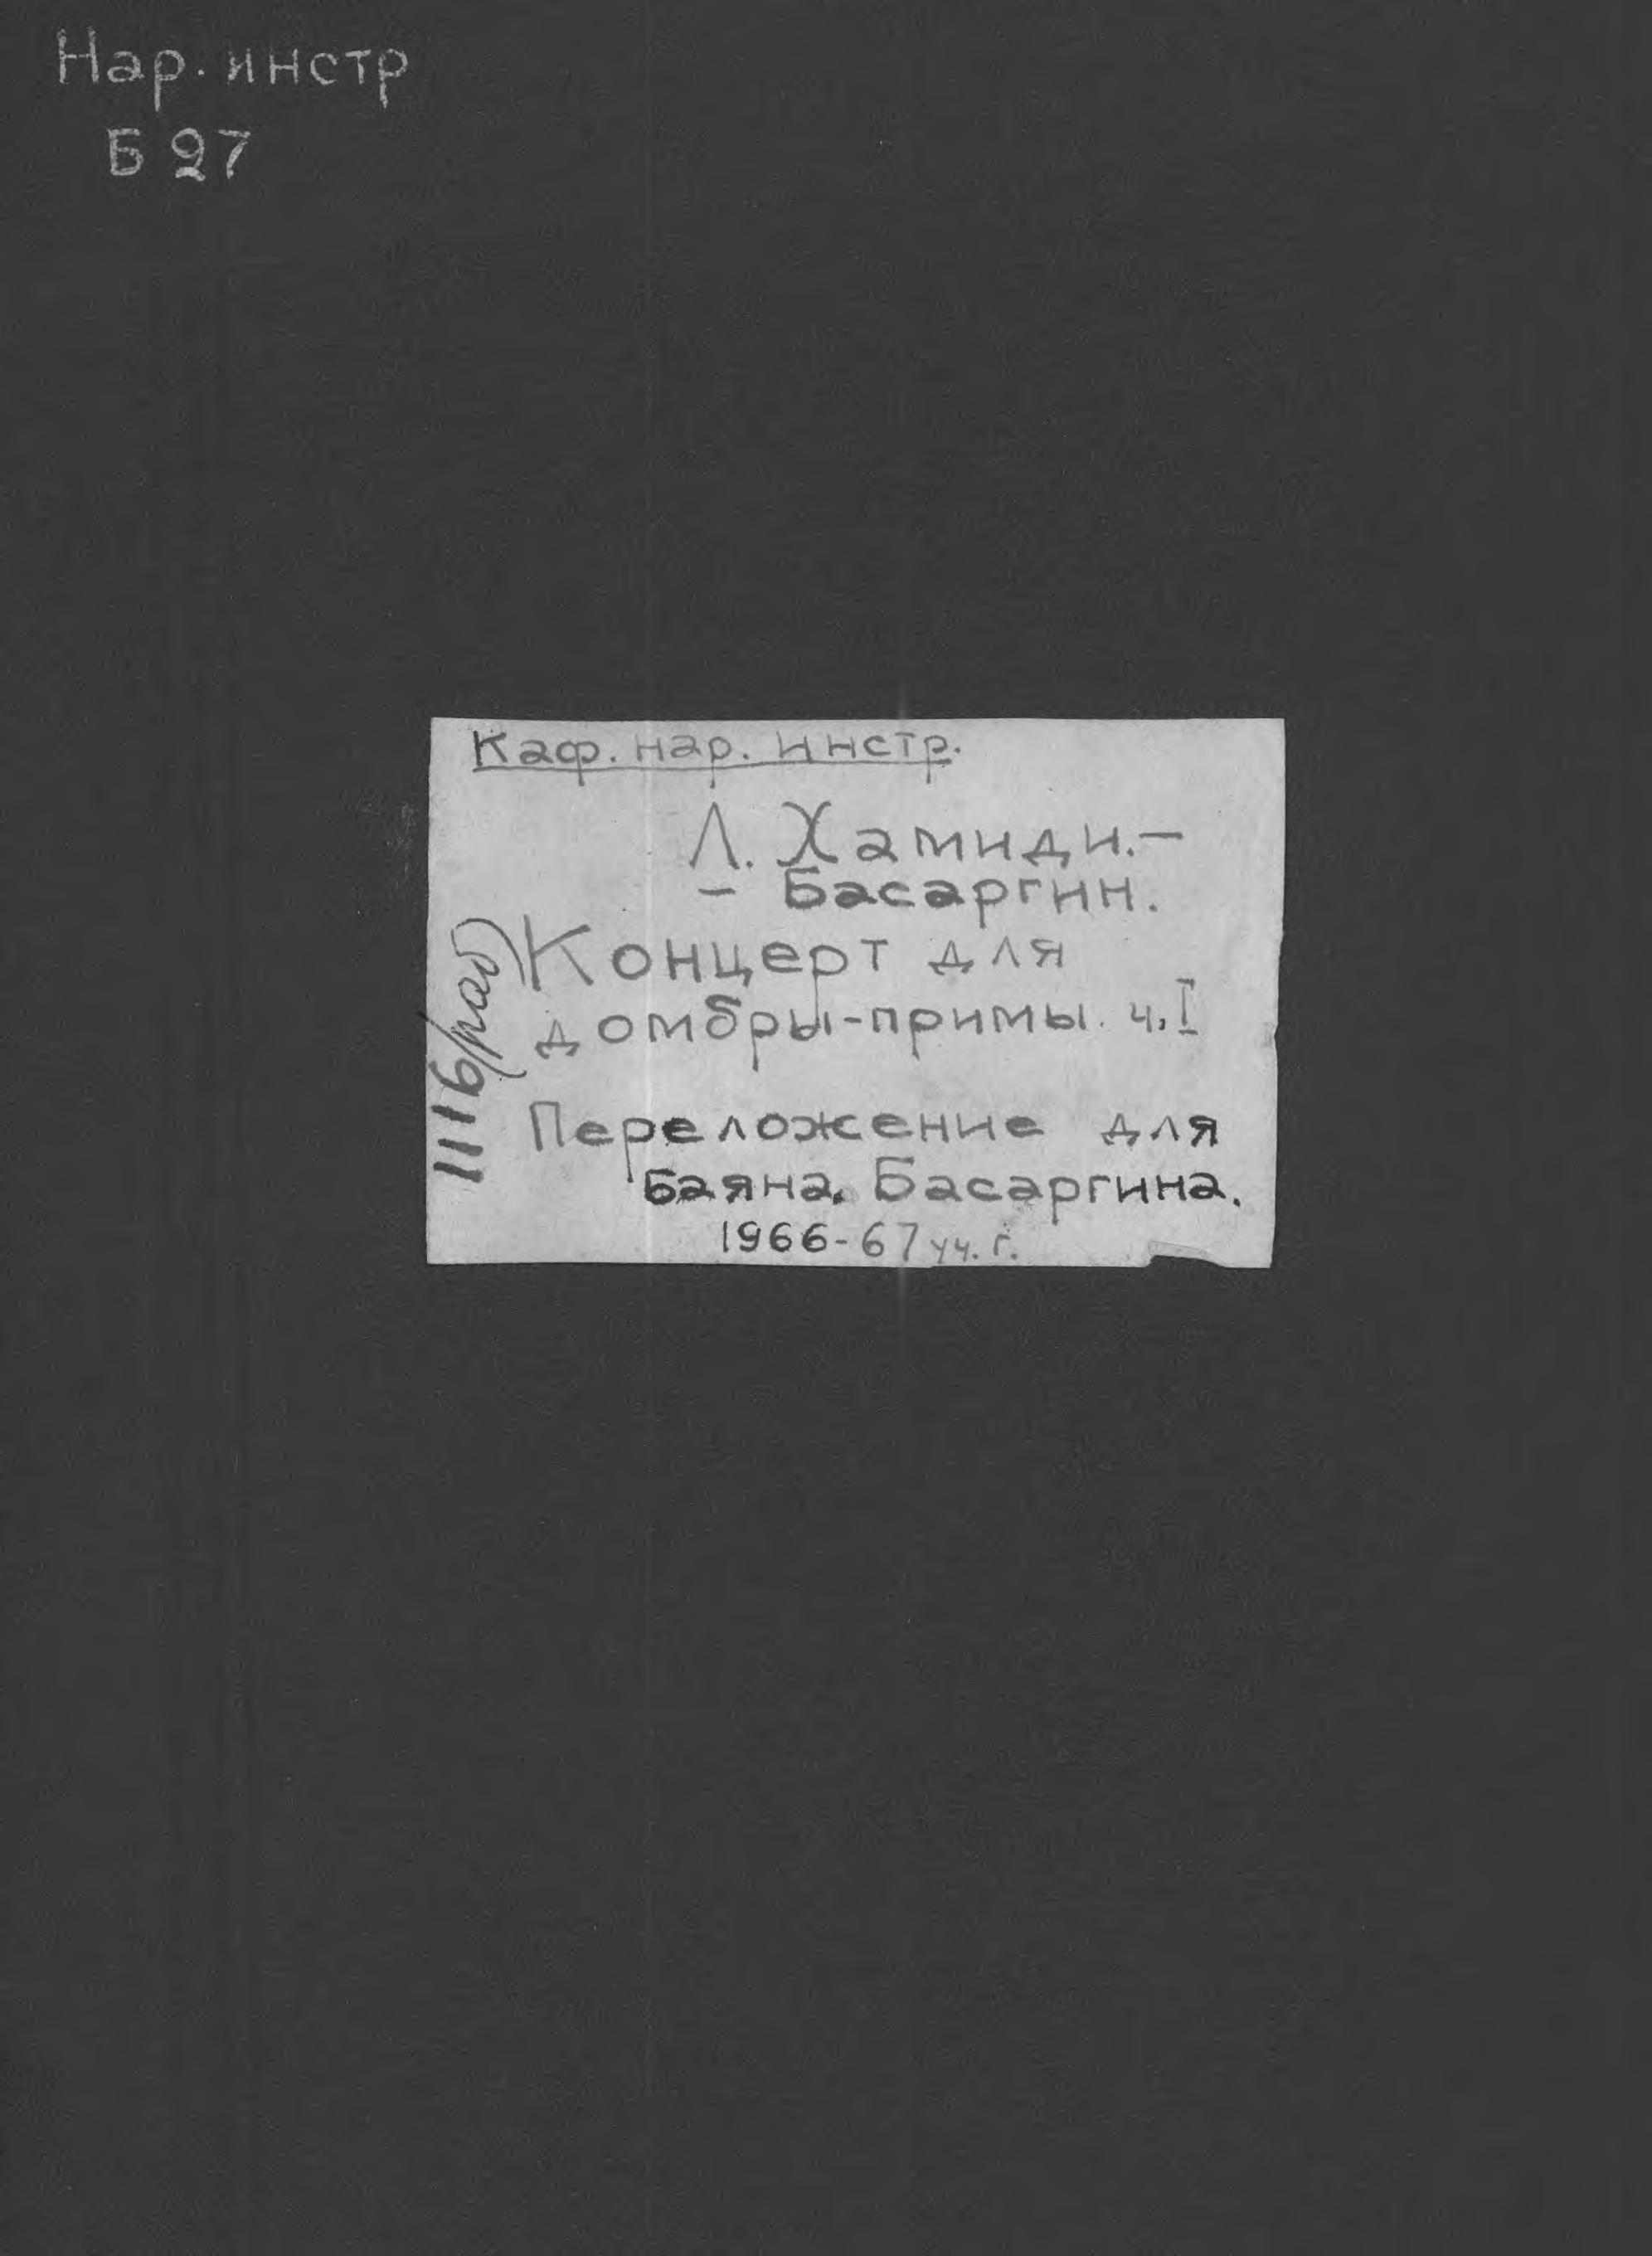 Нар. инстр
Б 27
Каф. нар. инстр.
Л. Хамиди. –
– Басаргин.
Концерт для
домбры-примы. ч. I
Переложение для
Баяна. Басаргина.
1966-67 уч. г.
1116/раб